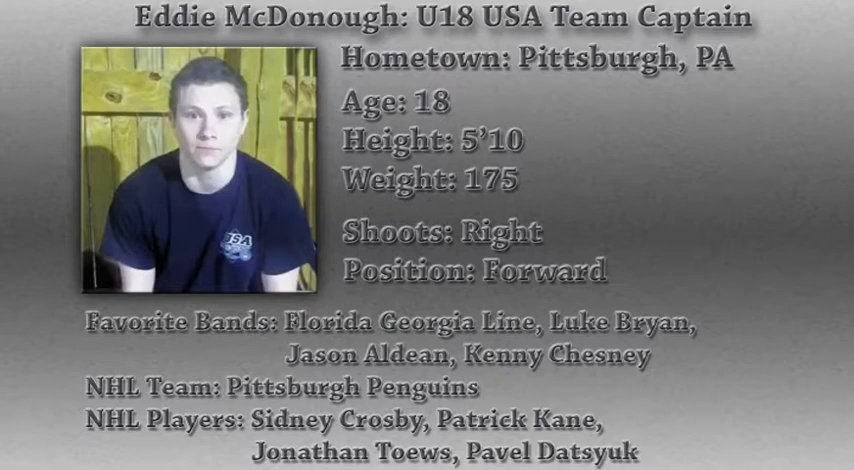 Eddie McDonough: U18 USA Team Captain
Hometown: Pittsburgh, PA
Age: 18
Height: 5’10
Weight: 175
Shoots: Right
Position: Forward
USA
Favorite Bands: Florida Georgia Line, Luke Bryan,
Jason Aldean, Kenny Chesney
NHL Team: Pittsburgh Penguins
NHL Players: Sidney Crosby, Patrick Kane,
Jonathan Toews, Pavel Datsyuk